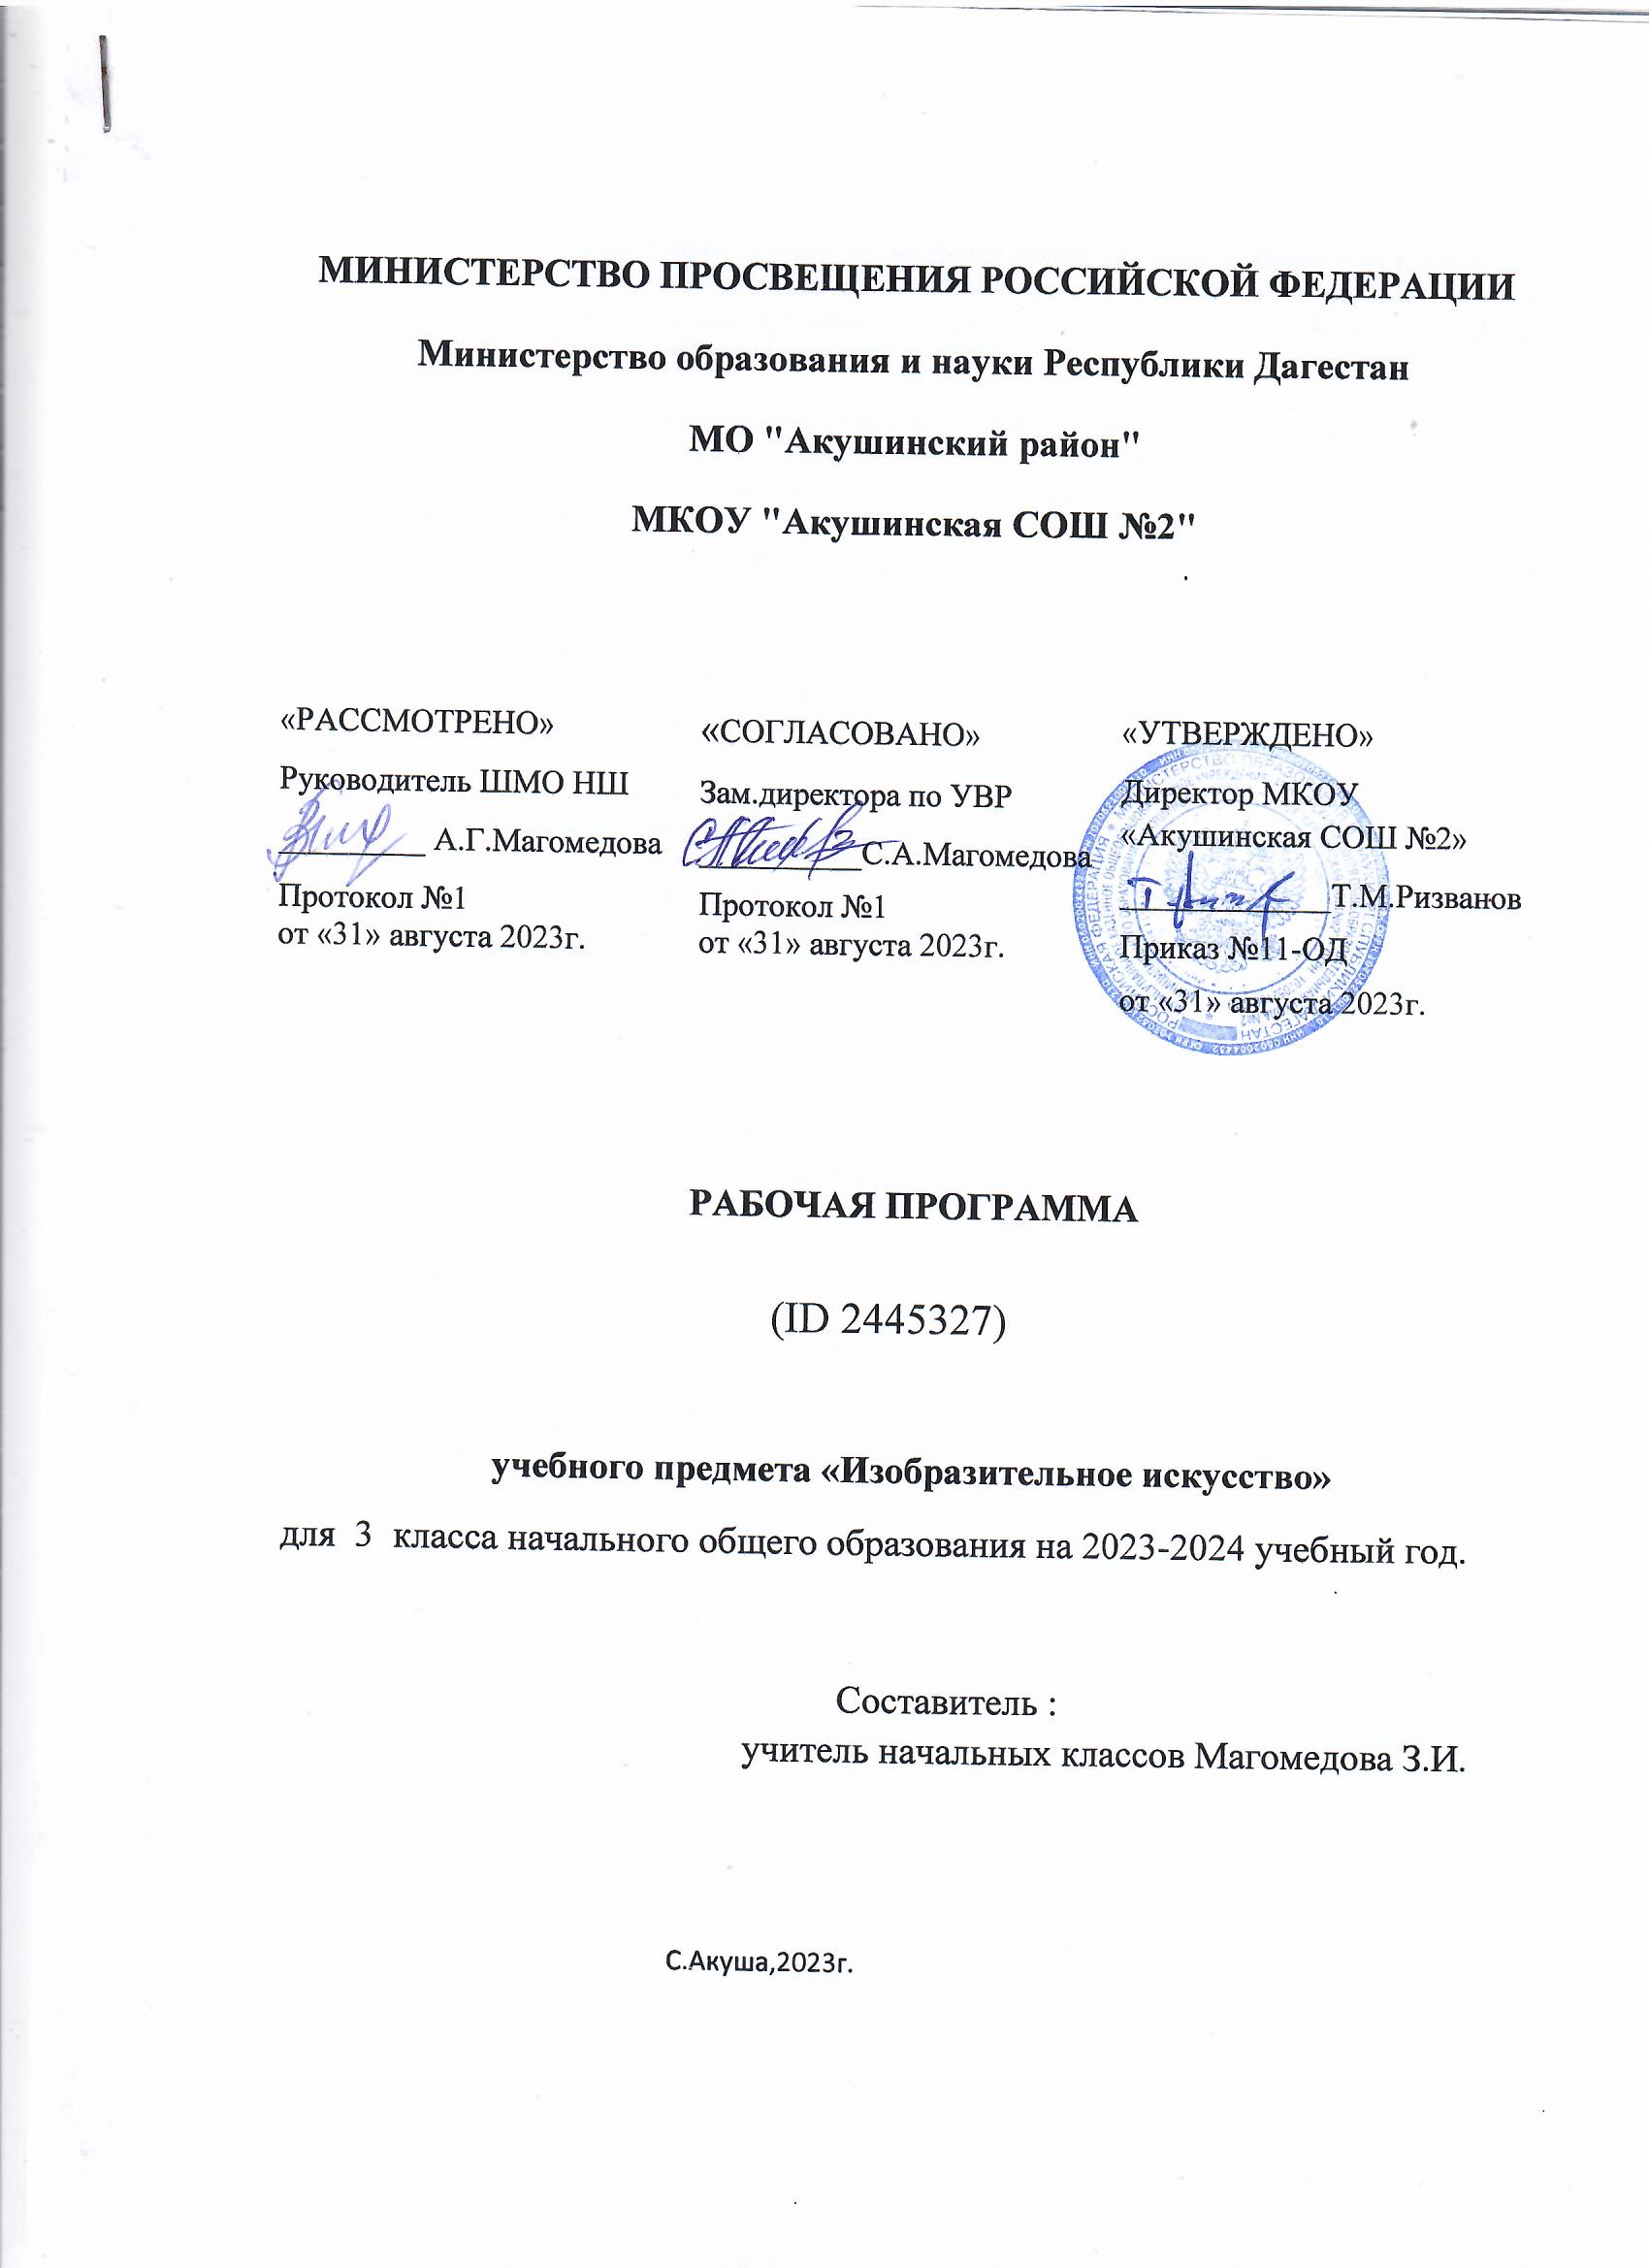 МИНИСТЕРСТВО ПРОСВЕЩЕНИЯ РОССИЙСКОЙ ФЕДЕРАЦИИ
Министерство образования и науки Республики Дагестан
МО "Акушинский район"
МКОУ "Акушинская СОШ №2"
«РАССМОТРЕНО»
Руководитель ШМО НШ
А.Г.Магомедова
Протокол №1
от «31» августа 2023г.
«СОГЛАСОВАНО»
Зам.директора по УВР
С.А.Магомедова
Протокол №1
от «31» августа 2023г.
«УТВЕРЖДЕНО»
Директор МКОУ
«Акушинская СОШ №2»
Т.М.Ризванов
Приказ №11-ОД
от «31» августа 2023г.
РАБОЧАЯ ПРОГРАММА
(ID 2445327)
учебного предмета «Изобразительное искусство»
для 3 класса начального общего образования на 2023-2024 учебный год.
Составитель :
учитель начальных классов Магомедова З.И.
С.Акуша,2023г.